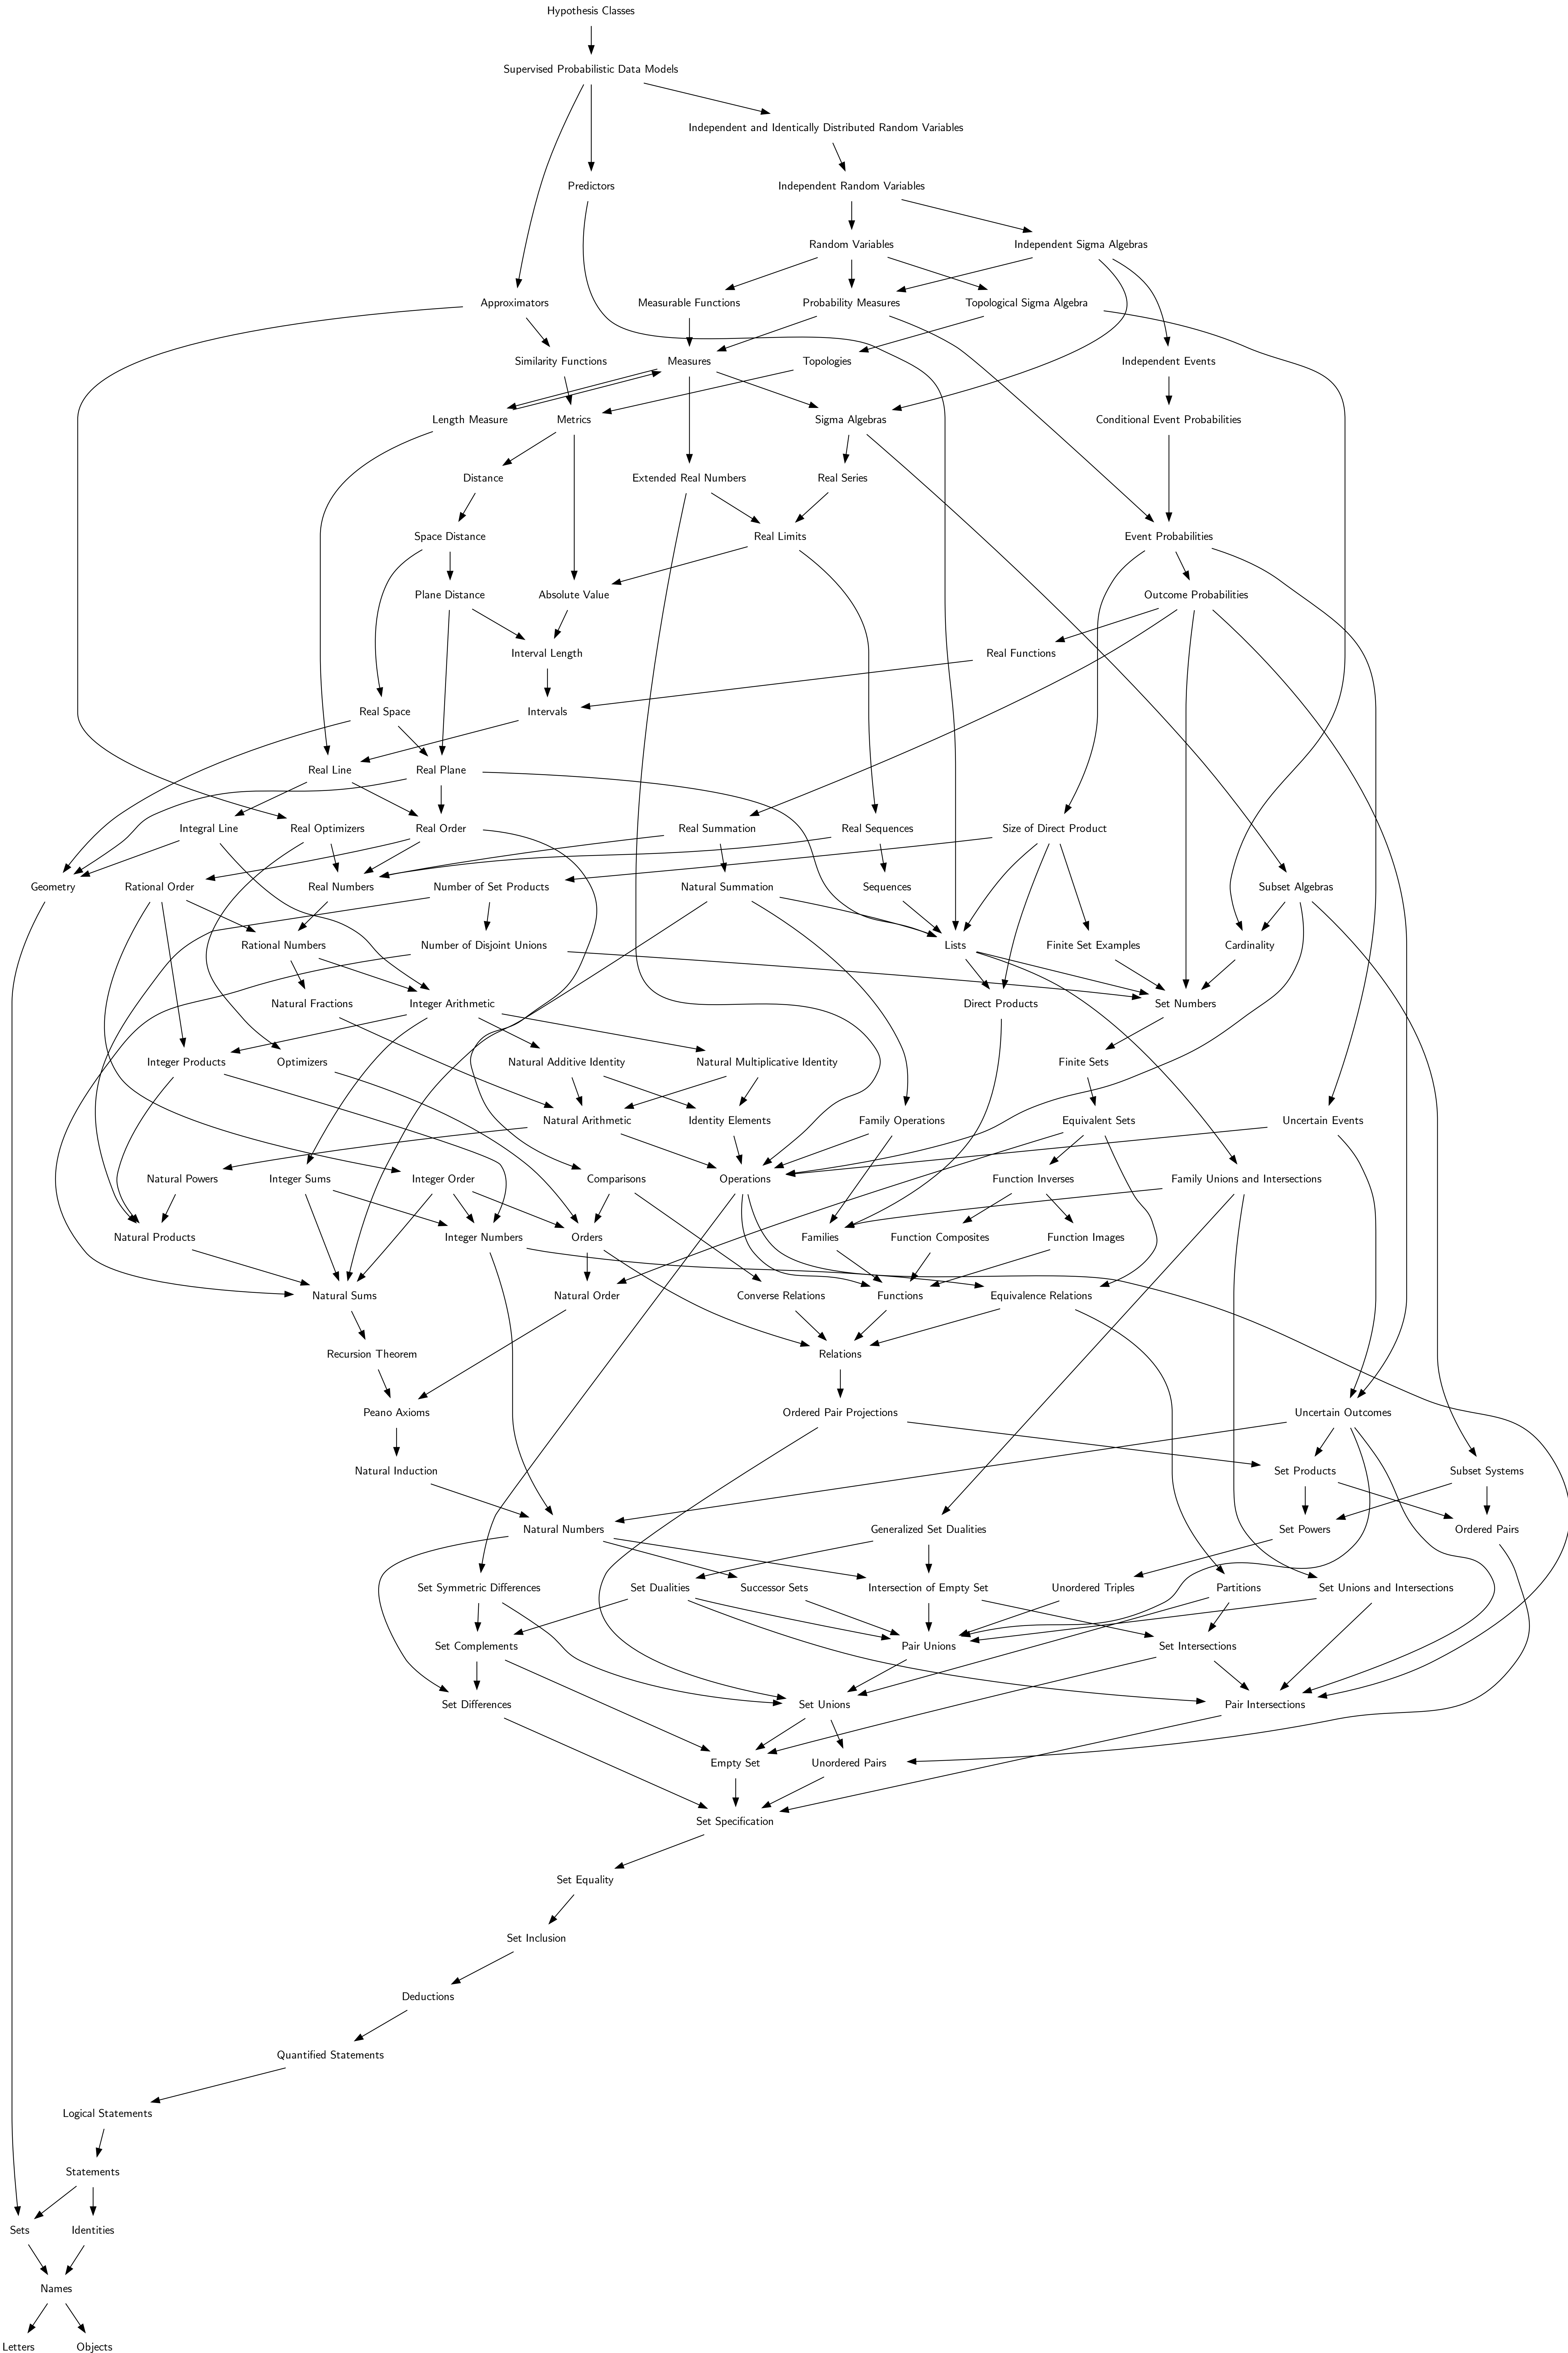 Hypothesis Classes
Supervised Probabilistic Data Models
Independent and Identically Distributed Random Variables
Predictors
Independent Random Variables
Random Variables
Independent Sigma Algebras
Approximators
Measurable Functions
Probability Measures
Topological Sigma Algebra
Similarity Functions
Measures
Topologies
Independent Events
Length Measure
Metrics
Sigma Algebras
Conditional Event Probabilities
Distance
Extended Real Numbers
Real Series
Space Distance
Real Limits
Event Probabilities
Plane Distance
Absolute Value
Outcome Probabilities
Interval Length
Real Functions
Real Space
Intervals
Real Line
Real Plane
Integral Line
Real Optimizers
Real Order
Real Summation
Real Sequences
Size of Direct Product
Geometry
Rational Order
Real Numbers
Number of Set Products
Natural Summation
Sequences
Subset Algebras
Rational Numbers
Number of Disjoint Unions
Lists
Finite Set Examples
Cardinality
Natural Fractions
Integer Arithmetic
Direct Products
Set Numbers
Integer Products
Optimizers
Natural Additive Identity
Natural Multiplicative Identity
Finite Sets
Natural Arithmetic
Identity Elements
Family Operations
Equivalent Sets
Uncertain Events
Natural Powers
Integer Sums
Integer Order
Comparisons
Operations
Function Inverses
Family Unions and Intersections
Natural Products
Integer Numbers
Orders
Families
Function Composites
Function Images
Natural Sums
Natural Order
Converse Relations
Functions
Equivalence Relations
Recursion Theorem
Relations
Peano Axioms
Ordered Pair Projections
Uncertain Outcomes
Natural Induction
Set Products
Subset Systems
Natural Numbers
Generalized Set Dualities
Set Powers
Ordered Pairs
Set Symmetric Differences
Set Dualities
Successor Sets
Intersection of Empty Set
Unordered Triples
Partitions
Set Unions and Intersections
Set Complements
Pair Unions
Set Intersections
Set Differences
Set Unions
Pair Intersections
Empty Set
Unordered Pairs
Set Specification
Set Equality
Set Inclusion
Deductions
Quantified Statements
Logical Statements
Statements
Sets
Identities
Names
Letters
Objects